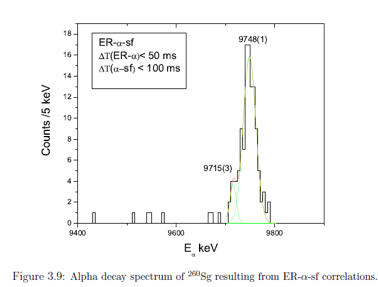 9748(1)
ER-α-sf
ΔT(ER-α)< 50 ms
ΔT(α–sf) < 100 ms
9715(3)
Counts /5 keV
18
16
14
12
10
8
6
4
2
0
9400 9600 9800
Eα keV
Figure 3.9: Alpha decay spectrum of ²⁶⁰Sg resulting from ER-α-sf correlations.